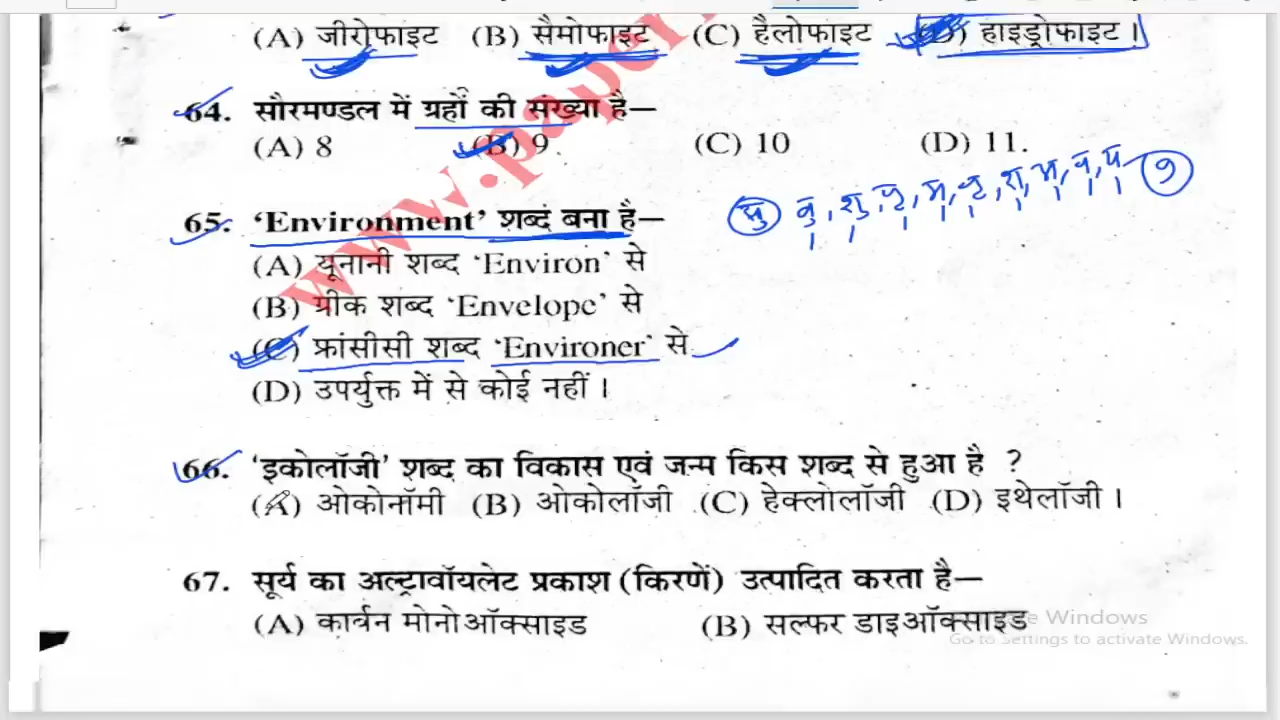 (A) जीरोफाइट (B) सैमोफाइट (C) हैलोफाइट (D) हाइड्रोफाइट।
64. सौरमण्डल में ग्रहों की संख्या है—
(A) 8 (B) 9. (C) 10 (D) 11.
65. ‘Environment’ शब्द बना है—
(A) यूनानी शब्द ‘Environ’ से
(B) ग्रीक शब्द ‘Envelope’ से
(C) फ्रांसीसी शब्द ‘Environer’ से
(D) उपर्युक्त में से कोई नहीं।
66. ‘इकोलॉजी’ शब्द का विकास एवं जन्म किस शब्द से हुआ है ?
(A) ओकोनॉमी (B) ओकोलॉजी (C) हेक्लोलॉजी (D) इथेलॉजी।
67. सूर्य का अल्ट्रावॉयलेट प्रकाश (किरणें) उत्पादित करता है—
(A) कार्बन मोनोऑक्साइड (B) सल्फर डाइऑक्साइड
Windows
Go to Settings to activate Windows.